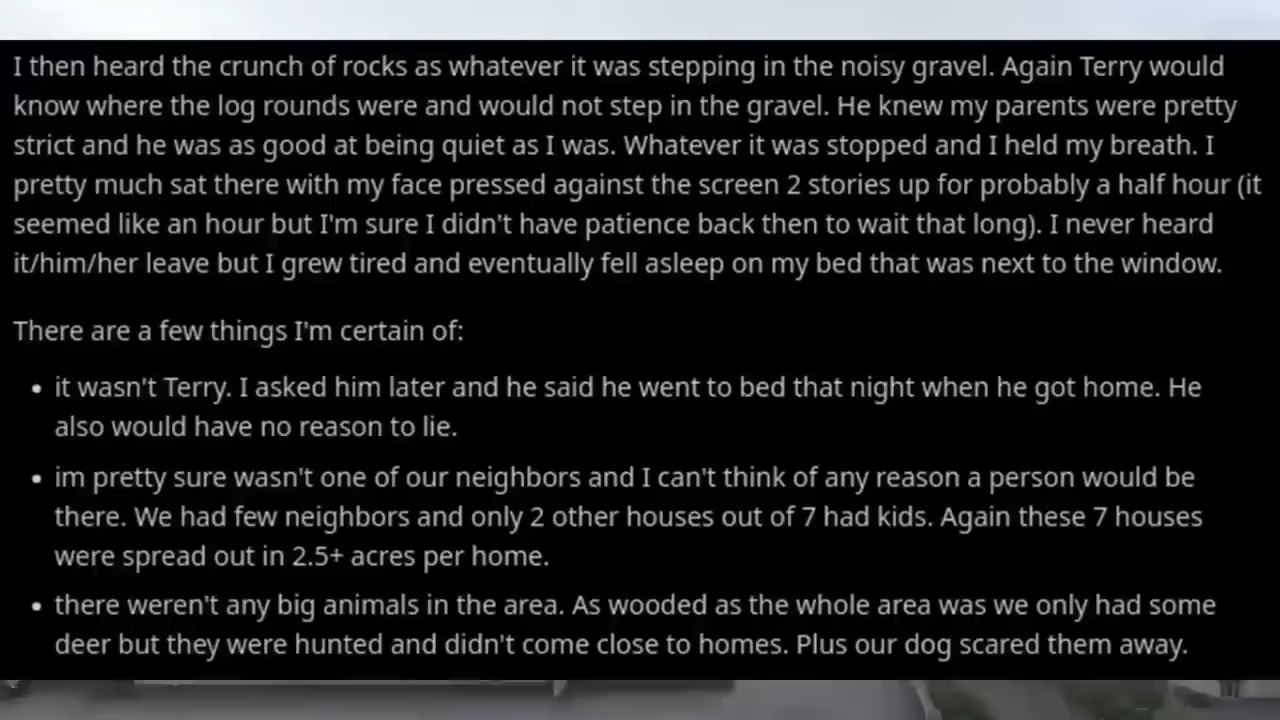 I then heard the crunch of rocks as whatever it was stepping in the noisy gravel. Again Terry would
know where the log rounds were and would not step in the gravel. He knew my parents were pretty
strict and he was as good at being quiet as I was. Whatever it was stopped and I held my breath. I
pretty much sat there with my face pressed against the screen 2 stories up for probably a half hour (it
seemed like an hour but I'm sure I didn't have patience back then to wait that long). I never heard
it/him/her leave but I grew tired and eventually fell asleep on my bed that was next to the window.
There are a few things I'm certain of:
• it wasn't Terry. I asked him later and he said he went to bed that night when he got home. He
also would have no reason to lie.
• im pretty sure wasn't one of our neighbors and I can't think of any reason a person would be
there. We had few neighbors and only 2 other houses out of 7 had kids. Again these 7 houses
were spread out in 2.5+ acres per home.
• there weren't any big animals in the area. As wooded as the whole area was we only had some
deer but they were hunted and didn't come close to homes. Plus our dog scared them away.